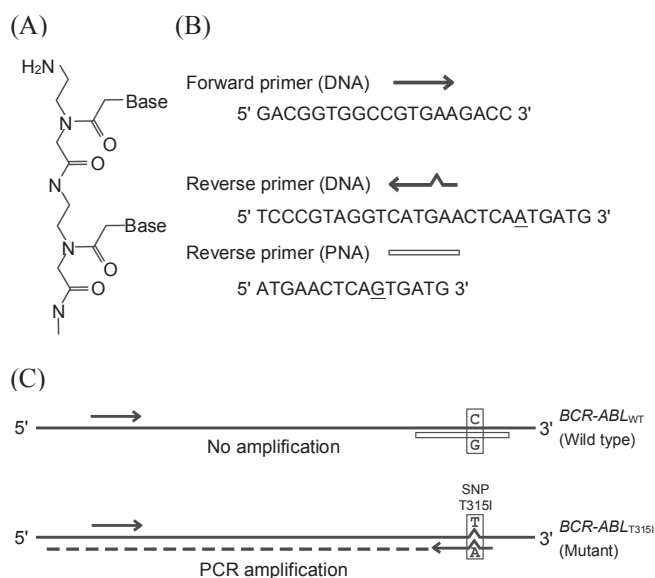 (A)
H₂N
Base
N
O
O
N
Base
N
O
O
N
(B)
Forward primer (DNA)
5' GACGGTGGCCGTGAAGACC 3'
Reverse primer (DNA)
5' TCCCGTAGGTCATGAACTCAATGATG 3'
Reverse primer (PNA)
5' ATGAACTCAGTGATG 3'
(C)
5' C 3' BCR-ABLWT
No amplification G (Wild type)
SNP
T315I
5' T 3' BCR-ABLT315I
A (Mutant)
PCR amplification